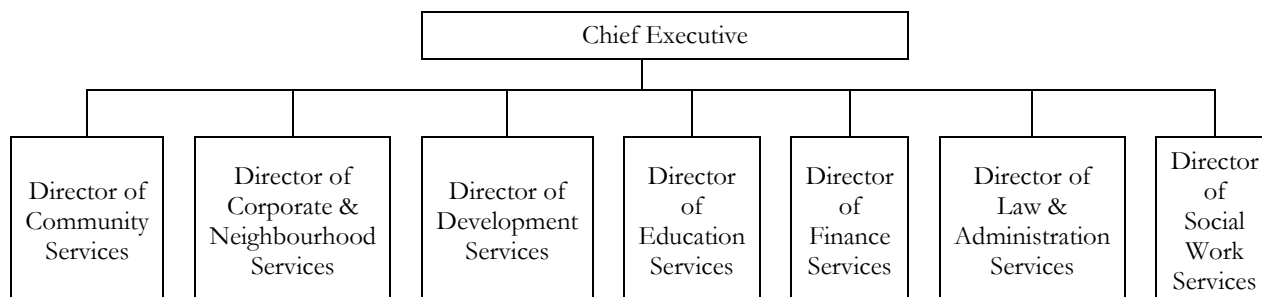 Chief Executive
Director of
Community
Services
Director of
Corporate &
Neighbourhood
Services
Director of
Development
Services
Director
of
Education
Services
Director
of
Finance
Services
Director of
Law &
Administration
Services
Director
of
Social
Work
Services